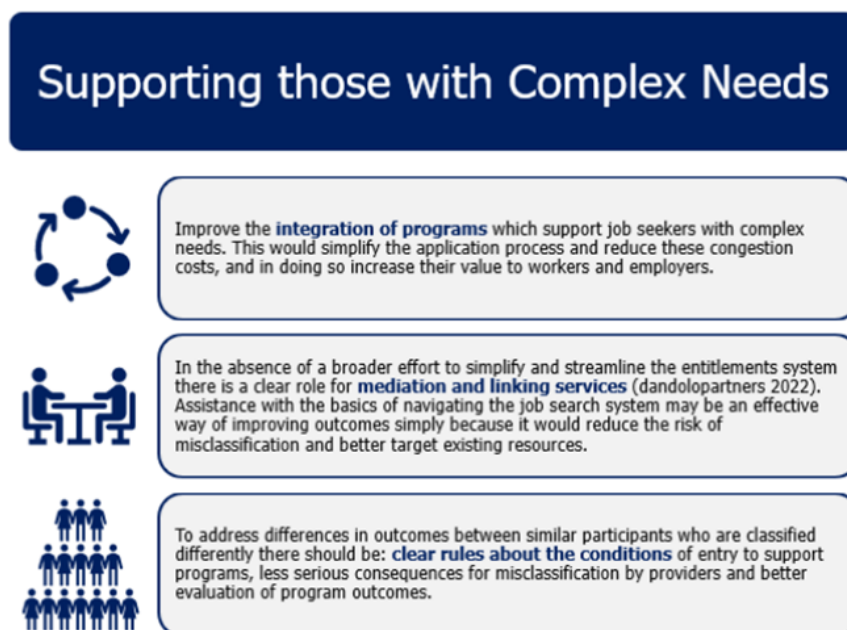 Supporting those with Complex Needs
Improve the integration of programs which support job seekers with complex
needs. This would simplify the application process and reduce these congestion
costs, and in doing so increase their value to workers and employers.
In the absence of a broader effort to simplify and streamline the entitlements system
there is a clear role for mediation and linking services (dandolopartners 2022).
Assistance with the basics of navigating the job search system may be an effective
way of improving outcomes simply because it would reduce the risk of
misclassification and better target existing resources.
To address differences in outcomes between similar participants who are classified
differently there should be: clear rules about the conditions of entry to support
programs, less serious consequences for misclassification by providers and better
evaluation of program outcomes.